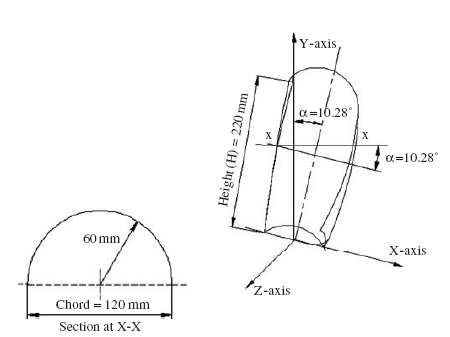 Y-axis
α=10.28°
Height (H) = 220 mm
x
x
α=10.28°
60 mm
X-axis
Z-axis
Chord = 120 mm
Section at X-X